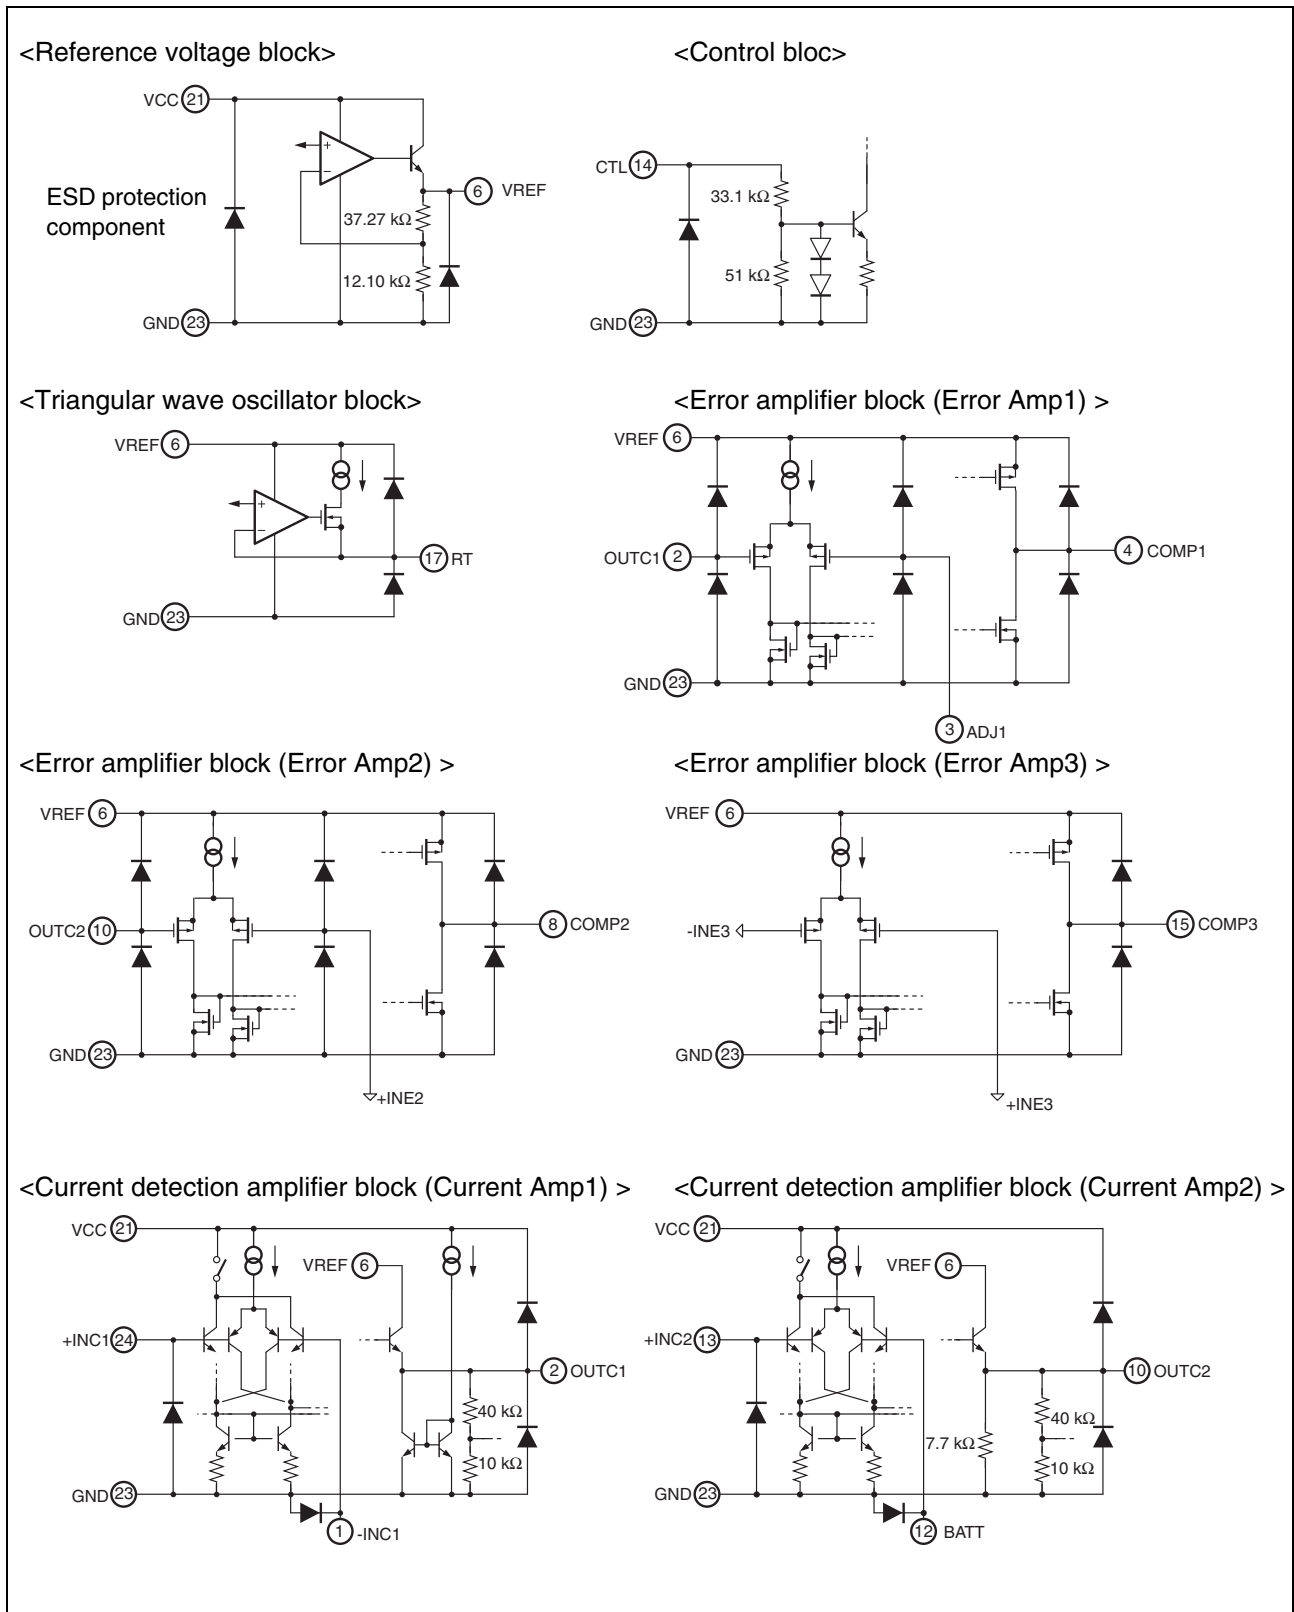 <Reference voltage block>
VCC 21
+
−
ESD protection
component
6 VREF
37.27 kΩ
12.10 kΩ
GND 23
<Control bloc>
CTL 14
33.1 kΩ
51 kΩ
GND 23
<Triangular wave oscillator block>
VREF 6
+
−
17 RT
GND 23
<Error amplifier block (Error Amp1) >
VREF 6
OUTC1 2
4 COMP1
GND 23
3 ADJ1
<Error amplifier block (Error Amp2) >
VREF 6
OUTC2 10
8 COMP2
GND 23
+INE2
<Error amplifier block (Error Amp3) >
VREF 6
-INE3
15 COMP3
GND 23
+INE3
<Current detection amplifier block (Current Amp1) >
VCC 21
VREF 6
+INC1 24
2 OUTC1
40 kΩ
10 kΩ
GND 23
1 -INC1
<Current detection amplifier block (Current Amp2) >
VCC 21
VREF 6
+INC2 13
10 OUTC2
40 kΩ
7.7 kΩ
10 kΩ
GND 23
12 BATT